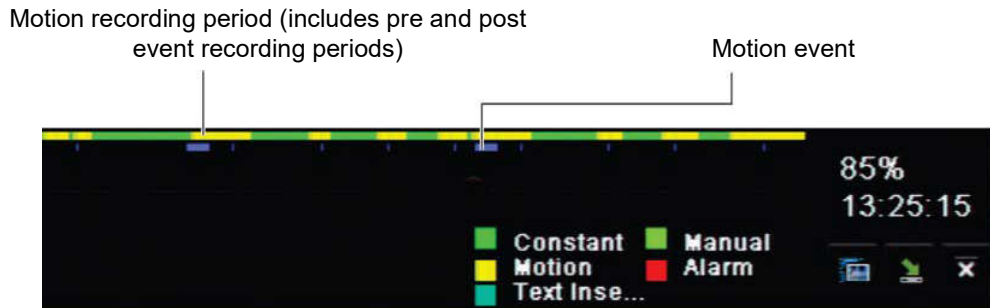 Motion recording period (includes pre and post
event recording periods)
Motion event
85%
13:25:15
Constant
Manual
Motion
Alarm
Text Inse...